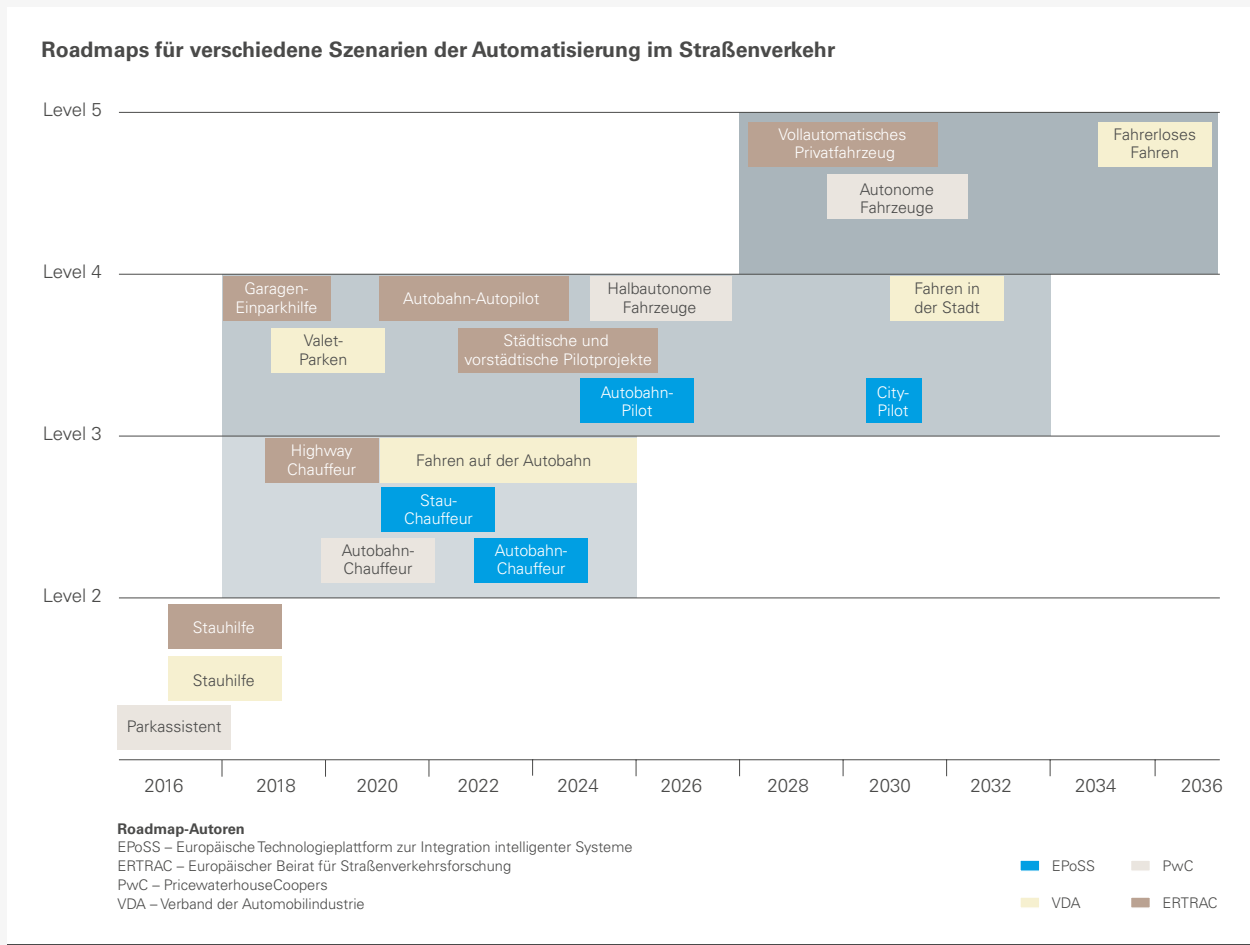 Roadmaps für verschiedene Szenarien der Automatisierung im Straßenverkehr
Level 5
Vollautomatisches
Privatfahrzeug
Fahrerloses
Fahren
Autonome
Fahrzeuge
Level 4
Garagen-
Einparkhilfe
Autobahn-Autopilot
Halbautonome
Fahrzeuge
Fahren in
der Stadt
Valet-
Parken
Städtische und
vorstädtische Pilotprojekte
Autobahn-
Pilot
City-
Pilot
Level 3
Highway
Chauffeur
Fahren auf der Autobahn
Stau-
Chauffeur
Autobahn-
Chauffeur
Autobahn-
Chauffeur
Level 2
Stauhilfe
Stauhilfe
Parkassistent
2016 2018 2020 2022 2024 2026 2028 2030 2032 2034 2036
Roadmap-Autoren
EPoSS – Europäische Technologieplattform zur Integration intelligenter Systeme
ERTRAC – Europäischer Beirat für Straßenverkehrsforschung
PwC – PricewaterhouseCoopers
VDA – Verband der Automobilindustrie
EPoSS PwC
VDA ERTRAC